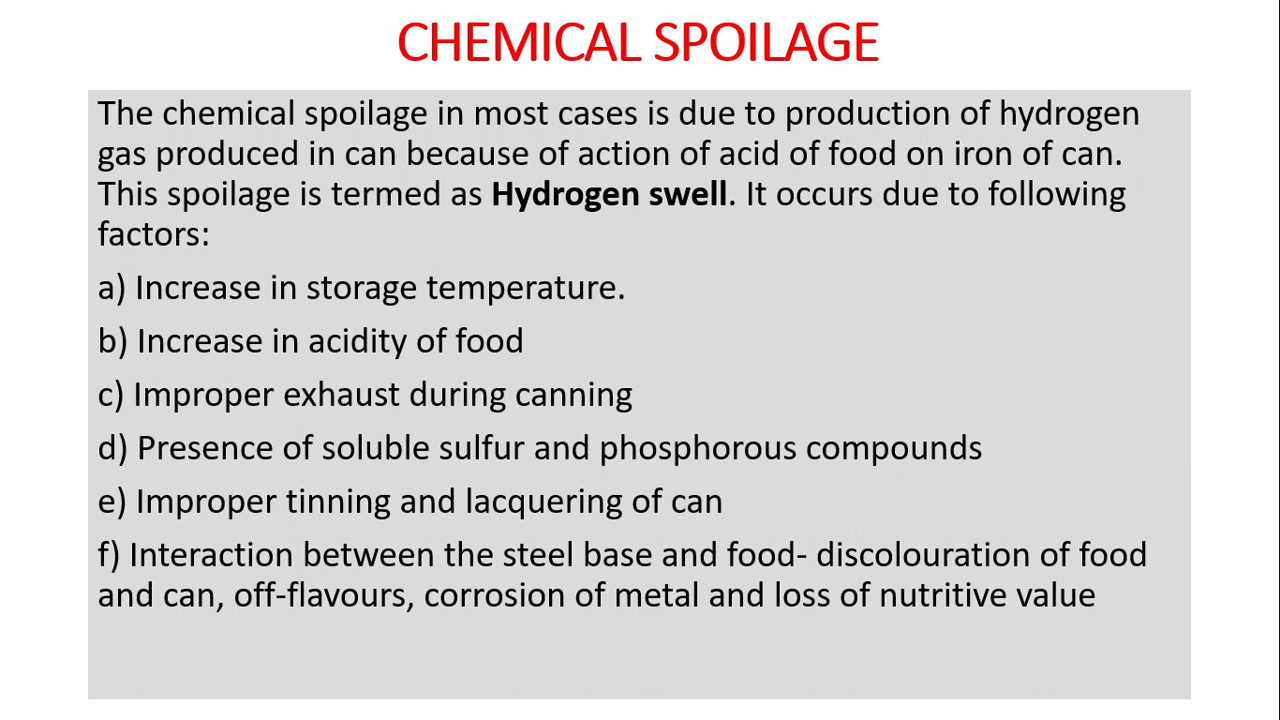 CHEMICAL SPOILAGE
The chemical spoilage in most cases is due to production of hydrogen
gas produced in can because of action of acid of food on iron of can.
This spoilage is termed as Hydrogen swell. It occurs due to following
factors:
a) Increase in storage temperature.
b) Increase in acidity of food
c) Improper exhaust during canning
d) Presence of soluble sulfur and phosphorous compounds
e) Improper tinning and lacquering of can
f) Interaction between the steel base and food- discolouration of food
and can, off-flavours, corrosion of metal and loss of nutritive value